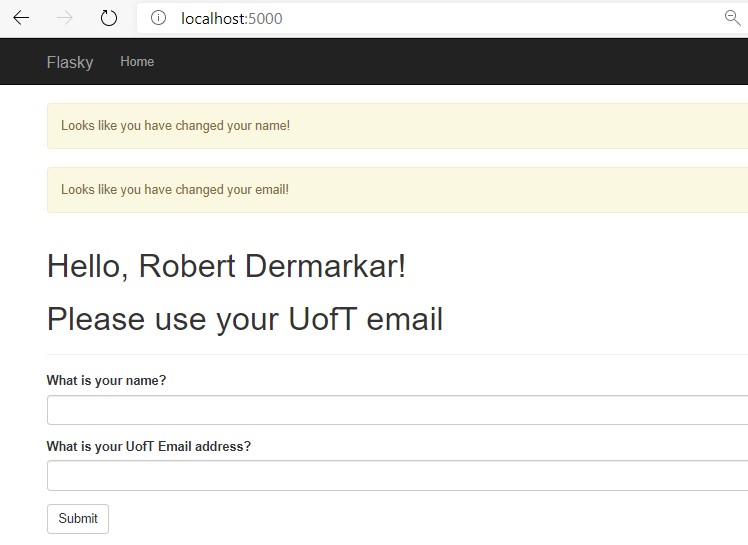 localhost:5000
Flasky Home
Looks like you have changed your name!
Looks like you have changed your email!
Hello, Robert Dermarkar!
Please use your UofT email
What is your name?
What is your UofT Email address?
Submit